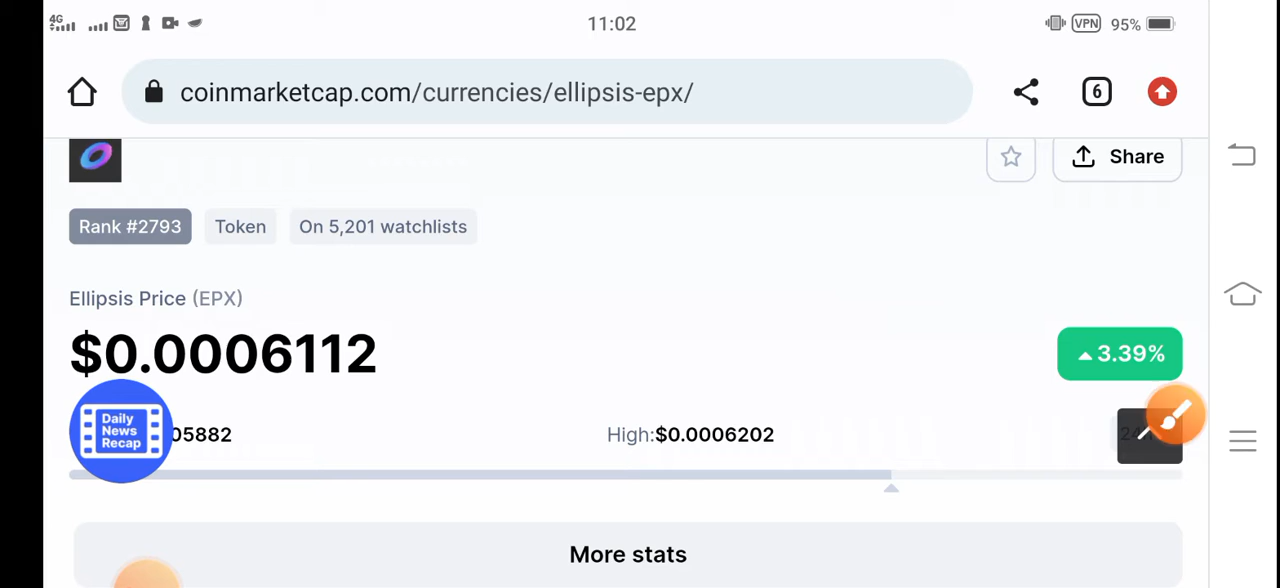 4G 11:02 VPN 95%
coinmarketcap.com/currencies/ellipsis-epx/ 6
Share
Rank #2793 Token On 5,201 watchlists
Ellipsis Price (EPX)
$0.0006112 3.39%
Daily
News
Recap
05882 High:$0.0006202
More stats